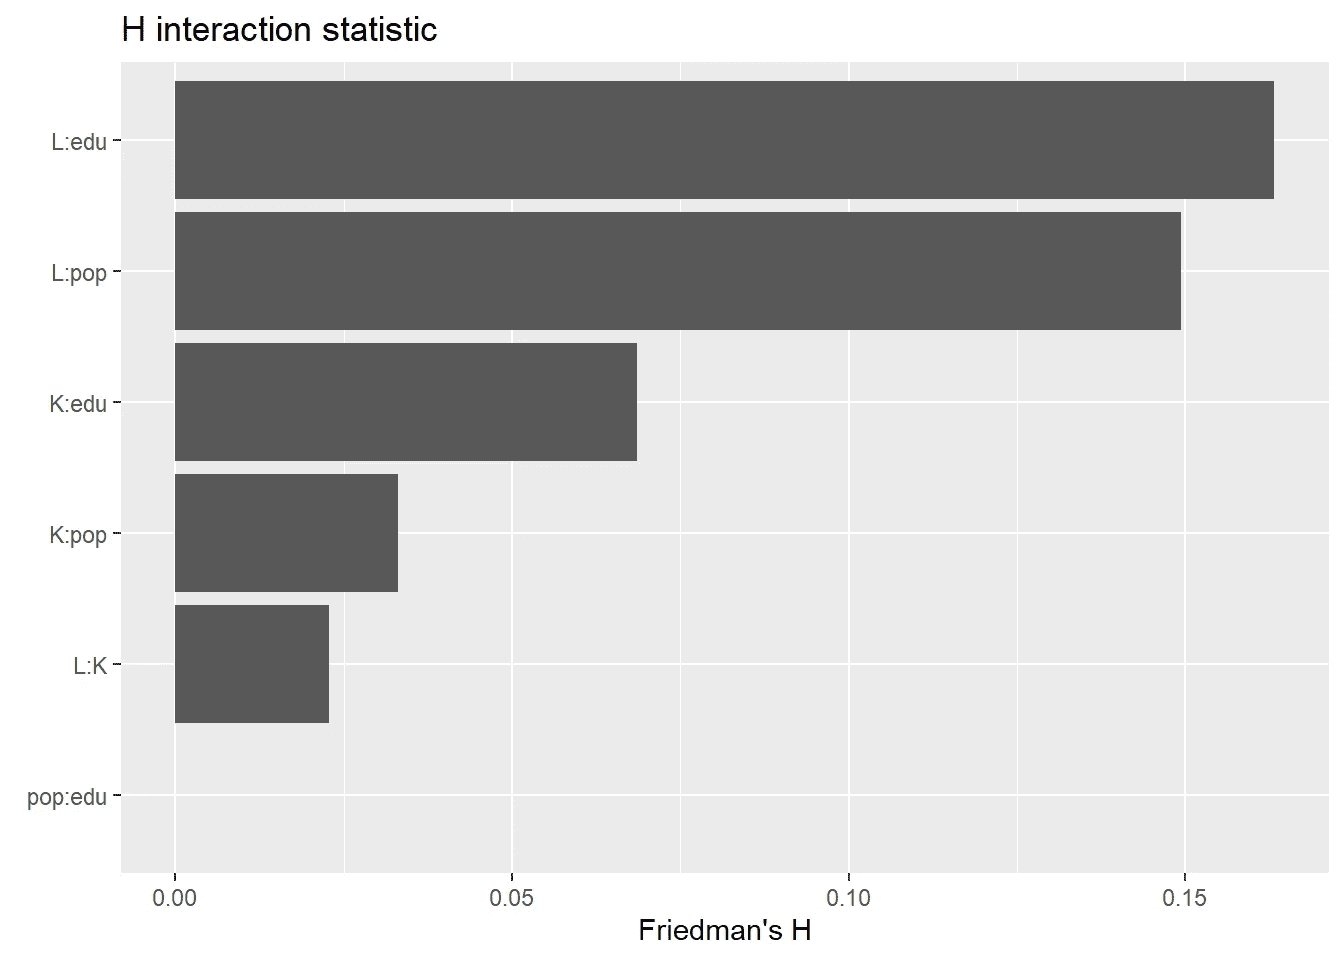 H interaction statistic
L:edu
L:pop
K:edu
K:pop
L:K
pop:edu
0.00 0.05 0.10 0.15
Friedman's H